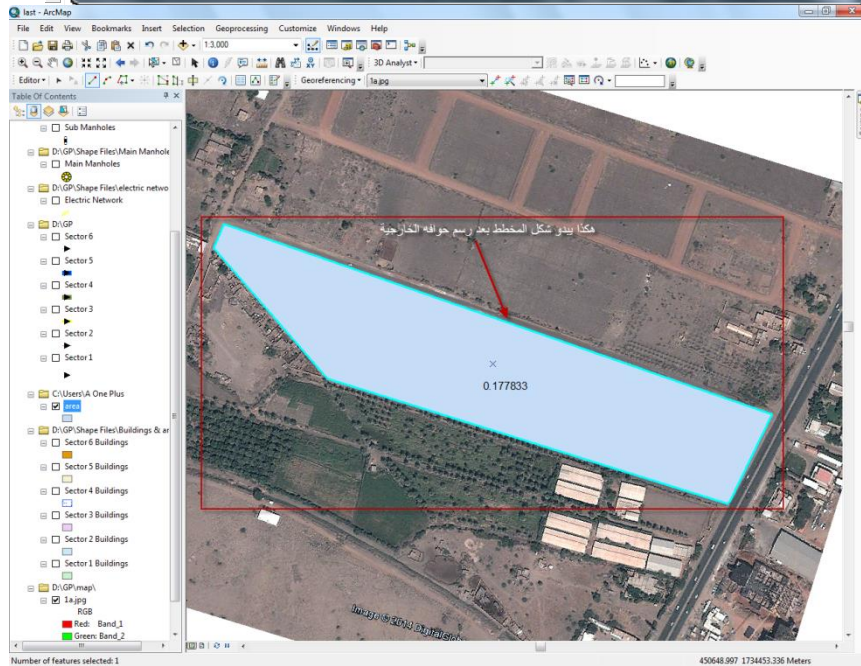 last - ArcMap
File Edit View Bookmarks Insert Selection Geoprocessing Customize Windows Help
1:3,000
3D Analyst
Editor Georeferencing 1a.jpg
Table Of Contents
Sub Manholes
D:\GP\Shape Files\Main Manhole
Main Manholes
D:\GP\Shape Files\electric netwo
Electric Network
D:\GP
Sector 6
Sector 5
Sector 4
Sector 3
Sector 2
Sector 1
C:\Users\A One Plus
area
D:\GP\Shape Files\Buildings & ar
Sector 6 Buildings
Sector 5 Buildings
Sector 4 Buildings
Sector 3 Buildings
Sector 2 Buildings
Sector 1 Buildings
D:\GP\map\
1a.jpg
RGB
Red: Band_1
Green: Band_2
هكذا يبدو شكل المخطط بعد رسم حوافه الخارجية
0.177833
Image © 2014 DigitalGlobe
Number of features selected: 1
450648.997 1734453.336 Meters